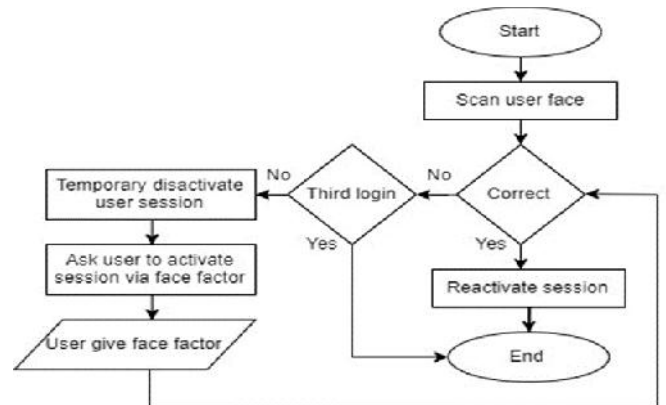 Start
Scan user face
Correct
No
Third login
No
Temporary disactivate
user session
Yes
Yes
Ask user to activate
session via face factor
Reactivate session
User give face factor
End